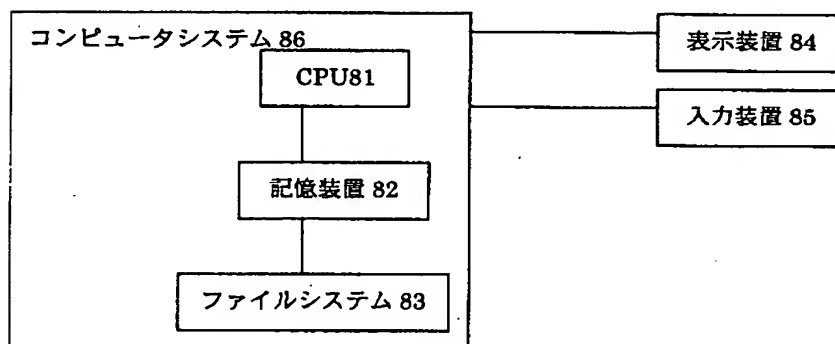 コンピュータシステム 86
CPU81
記憶装置 82
ファイルシステム 83
表示装置 84
入力装置 85